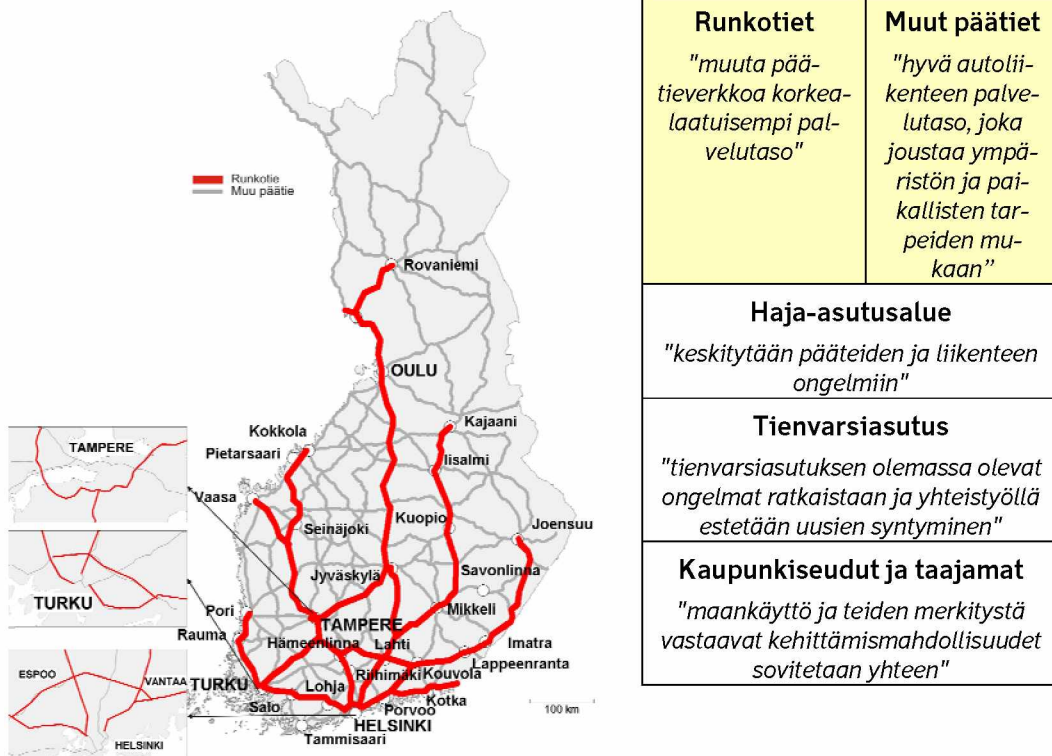 Runkotie
Muu päätie
Rovaniemi
OULU
Kajaani
Kokkola
Pietarsaari
Iisalmi
Vaasa
Seinäjoki
Kuopio
Joensuu
Jyväskylä
Savonlinna
Pori
Mikkeli
TAMPERE
Rauma
Hämeenlinna
Lahti
Imatra
Lappeenranta
Riihimäki
Kouvola
TURKU
Lohja
Kotka
Salo
Porvoo
HELSINKI
Tammisaari
100 km
TAMPERE
TURKU
ESPOO
VANTAA
HELSINKI
Runkotiet
"muuta pää-
tieverkkoa korkea-
laatuisempi pal-
velutaso"
Muut päätiet
"hyvä autolii-
kenteen palve-
lutaso, joka
joustaa ympä-
ristön ja pai-
kallisten tar-
peiden mu-
kaan”
Haja-asutusalue
"keskitytään pääteiden ja liikenteen
ongelmiin"
Tienvarsiasutus
"tienvarsiasutuksen olemassa olevat
ongelmat ratkaistaan ja yhteistyöllä
estetään uusien syntyminen"
Kaupunkiseudut ja taajamat
"maankäyttö ja teiden merkitystä
vastaavat kehittämismahdollisuudet
sovitetaan yhteen"